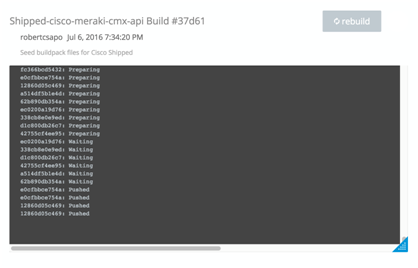 Shipped-cisco-meraki-cmx-api Build #37d61
rebuild
robertcsapo Jul 6, 2016 7:34:20 PM
Seed buildpack files for Cisco Shipped
fc366bcd5432: Preparing
e0cfbbce754a: Preparing
12860d05c469: Preparing
a514df5b1e4d: Preparing
62b890db354a: Preparing
ec0200a19d76: Preparing
338cb8e0e9ed: Preparing
d1c800db26c7: Preparing
42755cf4ee95: Preparing
ec0200a19d76: Waiting
338cb8e0e9ed: Waiting
d1c800db26c7: Waiting
42755cf4ee95: Waiting
a514df5b1e4d: Waiting
62b890db354a: Waiting
e0cfbbce754a: Pushed
e0cfbbce754a: Pushed
12860d05c469: Pushed
12860d05c469: Pushed